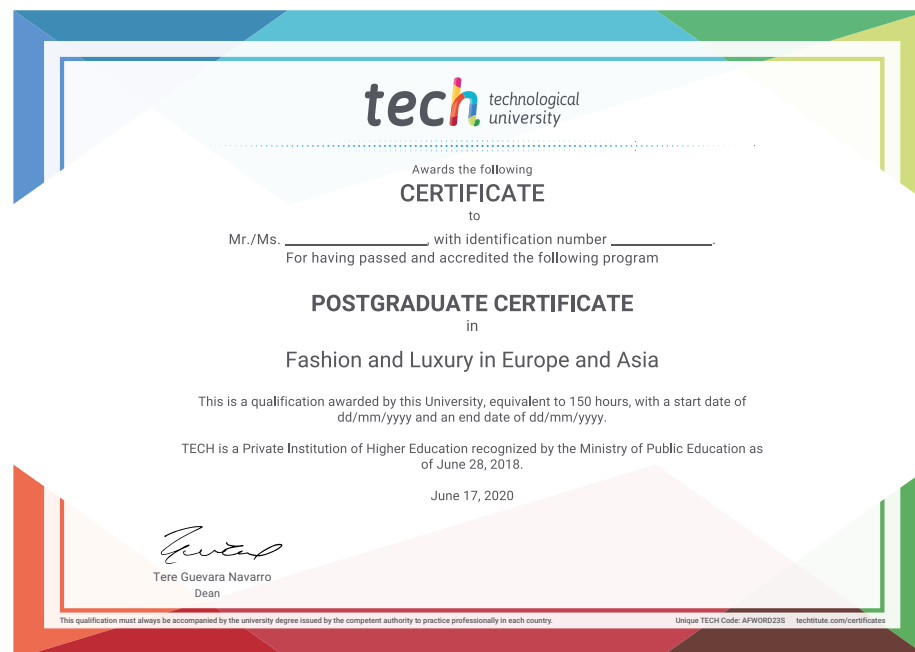 tech technological
university
Awards the following
CERTIFICATE
to
Mr./Ms. ____________________, with identification number ______________.
For having passed and accredited the following program
POSTGRADUATE CERTIFICATE
in
Fashion and Luxury in Europe and Asia
This is a qualification awarded by this University, equivalent to 150 hours, with a start date of
dd/mm/yyyy and an end date of dd/mm/yyyy.
TECH is a Private Institution of Higher Education recognized by the Ministry of Public Education as
of June 28, 2018.
June 17, 2020
Tere Guevara Navarro
Dean
This qualification must always be accompanied by the university degree issued by the competent authority to practice professionally in each country. Unique TECH Code: AFWORD23S techtitute.com/certificates